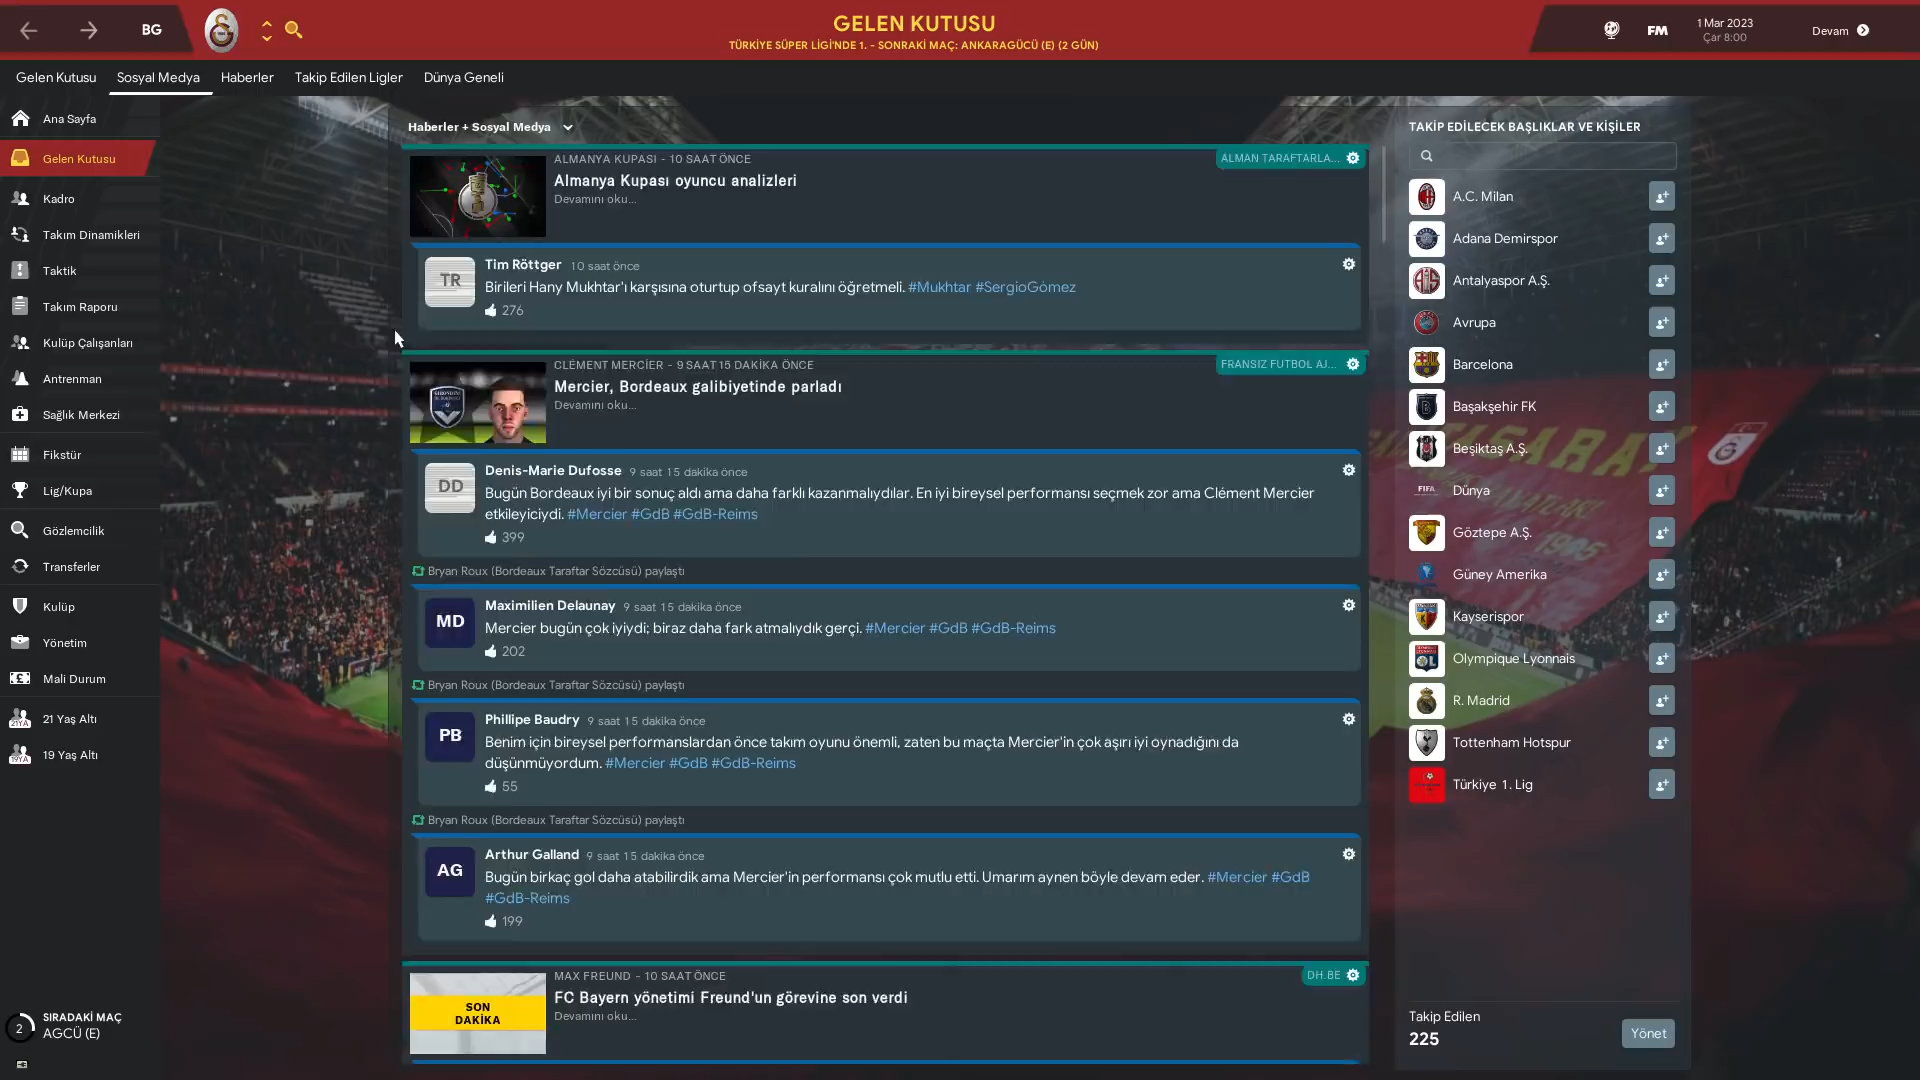 BG
GELEN KUTUSU
TÜRKİYE SÜPER LİGİ'NDE 1. - SONRAKİ MAÇ: ANKARAGÜCÜ (E) (2 GÜN)
FM
1 Mar 2023
Çar 8:00
Devam
Gelen Kutusu
Sosyal Medya
Haberler
Takip Edilen Ligler
Dünya Geneli
Ana Sayfa
Gelen Kutusu
Kadro
Takım Dinamikleri
Taktik
Takım Raporu
Kulüp Çalışanları
Antrenman
Sağlık Merkezi
Fikstür
Lig/Kupa
Gözlemcilik
Transferler
Kulüp
Yönetim
Mali Durum
21YA
21 Yaş Altı
19YA
19 Yaş Altı
2
SIRADAKİ MAÇ
AGCÜ (E)
Haberler + Sosyal Medya
ALMANYA KUPASI - 10 SAAT ÖNCE
ALMAN TARAFTARLA...
Almanya Kupası oyuncu analizleri
Devamını oku...
TR
Tim Röttger 10 saat önce
Birileri Hany Mukhtar'ı karşısına oturtup ofsayt kuralını öğretmeli. #Mukhtar #SergioGómez
276
CLÉMENT MERCİER - 9 SAAT 15 DAKİKA ÖNCE
FRANSIZ FUTBOL AJ...
Mercier, Bordeaux galibiyetinde parladı
Devamını oku...
DD
Denis-Marie Dufosse 9 saat 15 dakika önce
Bugün Bordeaux iyi bir sonuç aldı ama daha farklı kazanmalıydılar. En iyi bireysel performansı seçmek zor ama Clément Mercier
etkileyiciydi. #Mercier #GdB #GdB-Reims
399
Bryan Roux (Bordeaux Taraftar Sözcüsü) paylaştı
MD
Maximilien Delaunay 9 saat 15 dakika önce
Mercier bugün çok iyiydi; biraz daha fark atmalıydık gerçi. #Mercier #GdB #GdB-Reims
202
Bryan Roux (Bordeaux Taraftar Sözcüsü) paylaştı
PB
Phillipe Baudry 9 saat 15 dakika önce
Benim için bireysel performanslardan önce takım oyunu önemli, zaten bu maçta Mercier'in çok aşırı iyi oynadığını da
düşünmüyordum. #Mercier #GdB #GdB-Reims
55
Bryan Roux (Bordeaux Taraftar Sözcüsü) paylaştı
AG
Arthur Galland 9 saat 15 dakika önce
Bugün birkaç gol daha atabilirdik ama Mercier'in performansı çok mutlu etti. Umarım aynen böyle devam eder. #Mercier #GdB
#GdB-Reims
199
SON
DAKİKA
MAX FREUND - 10 SAAT ÖNCE
DH.BE
FC Bayern yönetimi Freund'un görevine son verdi
Devamını oku...
TAKİP EDİLECEK BAŞLIKLAR VE KİŞİLER
A.C. Milan
Adana Demirspor
Antalyaspor A.Ş.
Avrupa
Barcelona
Başakşehir FK
Beşiktaş A.Ş.
FIFA
Dünya
Göztepe A.Ş.
Güney Amerika
Kayserispor
Olympique Lyonnais
R. Madrid
Tottenham Hotspur
Türkiye 1. Lig
Takip Edilen
225
Yönet